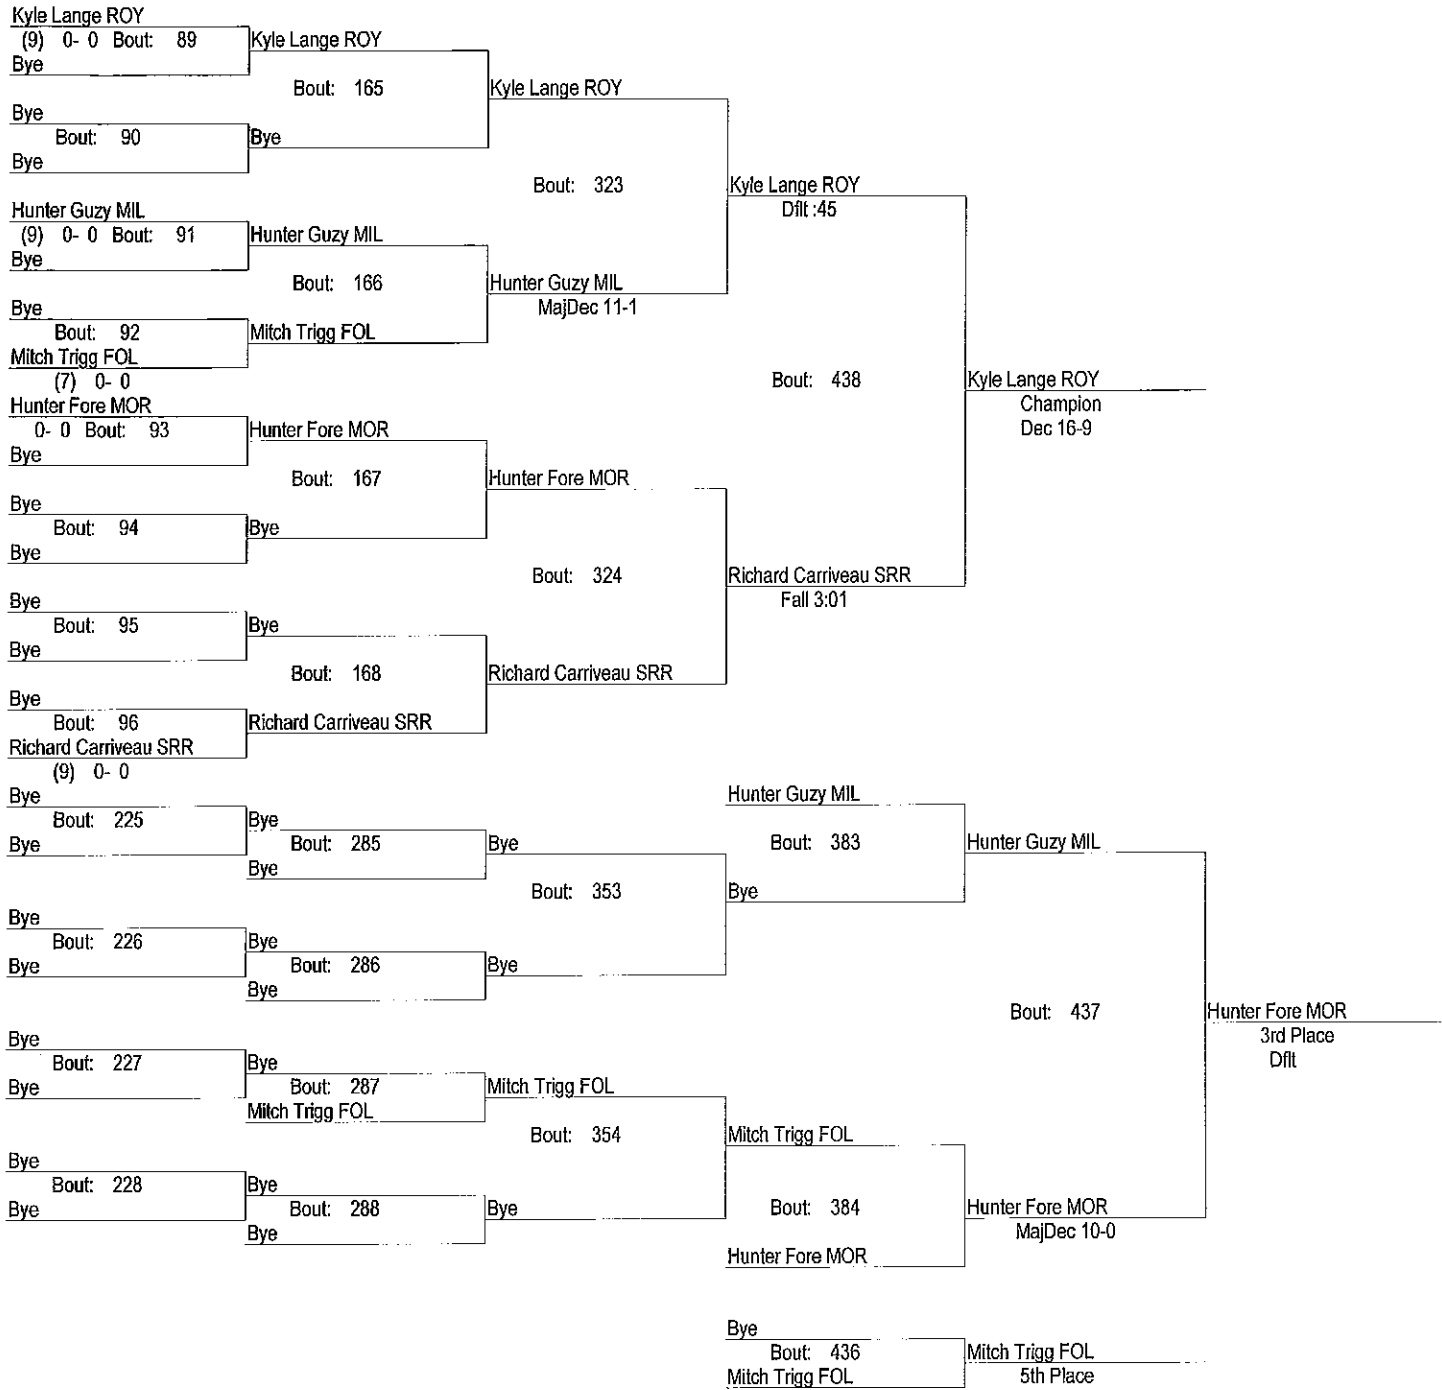 Kyle Lange ROY
(9) 0- 0 Bout: 89
Bye
Kyle Lange ROY
Bout: 165
Bye
Bout: 90
Bye
Bye
Kyle Lange ROY
Bout: 323
Hunter Guzy MIL
(9) 0- 0 Bout: 91
Bye
Hunter Guzy MIL
Bout: 166
Bye
Bout: 92
Mitch Trigg FOL
(7) 0- 0
Mitch Trigg FOL
Hunter Guzy MIL
MajDec 11-1
Kyle Lange ROY
Dflt :45
Bout: 438
Hunter Fore MOR
0- 0 Bout: 93
Bye
Hunter Fore MOR
Bout: 167
Bye
Bout: 94
Bye
Bye
Hunter Fore MOR
Bout: 324
Bye
Bout: 95
Bye
Bye
Bout: 168
Bye
Bout: 96
Richard Carriveau SRR
(9) 0- 0
Richard Carriveau SRR
Richard Carriveau SRR
Richard Carriveau SRR
Fall 3:01
Kyle Lange ROY
Champion
Dec 16-9
Bye
Bout: 225
Bye
Bye
Bout: 285
Bye
Bye
Bout: 353
Bye
Bout: 226
Bye
Bye
Bout: 286
Bye
Bye
Hunter Guzy MIL
Bout: 383
Bye
Hunter Guzy MIL
Bout: 437
Bye
Bout: 227
Bye
Bye
Bout: 287
Mitch Trigg FOL
Mitch Trigg FOL
Bout: 354
Bye
Bout: 228
Bye
Bye
Bout: 288
Bye
Bye
Mitch Trigg FOL
Bout: 384
Hunter Fore MOR
Hunter Fore MOR
MajDec 10-0
Hunter Fore MOR
3rd Place
Dflt
Bye
Bout: 436
Mitch Trigg FOL
Mitch Trigg FOL
5th Place